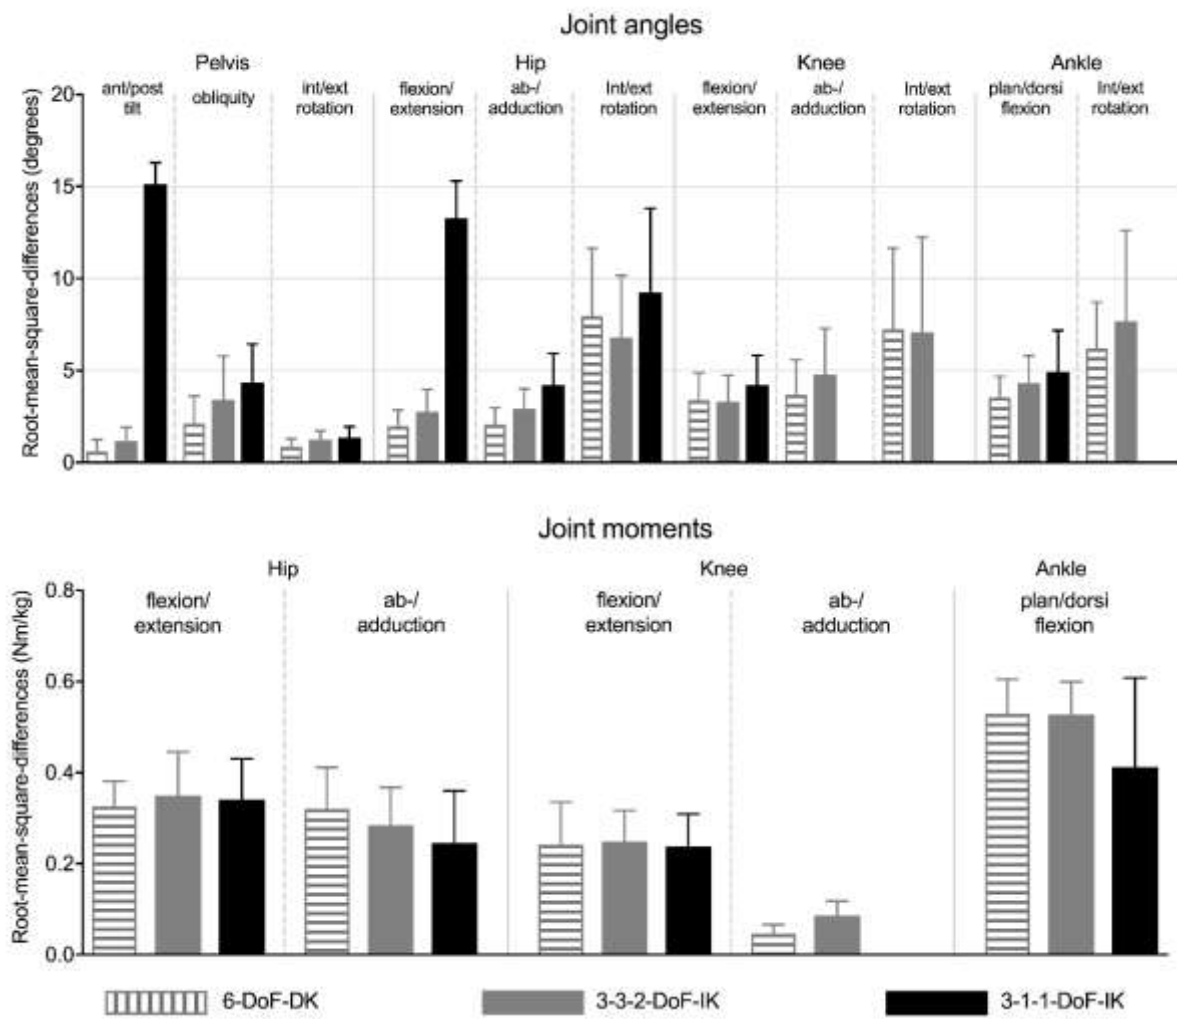 Joint angles
Pelvis Hip Knee Ankle
ant/post tilt
obliquity
int/ext rotation
flexion/ extension
ab-/ adduction
Int/ext rotation
flexion/ extension
ab-/ adduction
Int/ext rotation
plan/dorsi flexion
Int/ext rotation
Root-mean-square-differences (degrees)
20
15
10
5
0
Joint moments
Hip Knee Ankle
flexion/ extension
ab-/ adduction
flexion/ extension
ab-/ adduction
plan/dorsi flexion
Root-mean-square-differences (Nm/kg)
0.8
0.6
0.4
0.2
0.0
6-DoF-DK 3-3-2-DoF-IK 3-1-1-DoF-IK